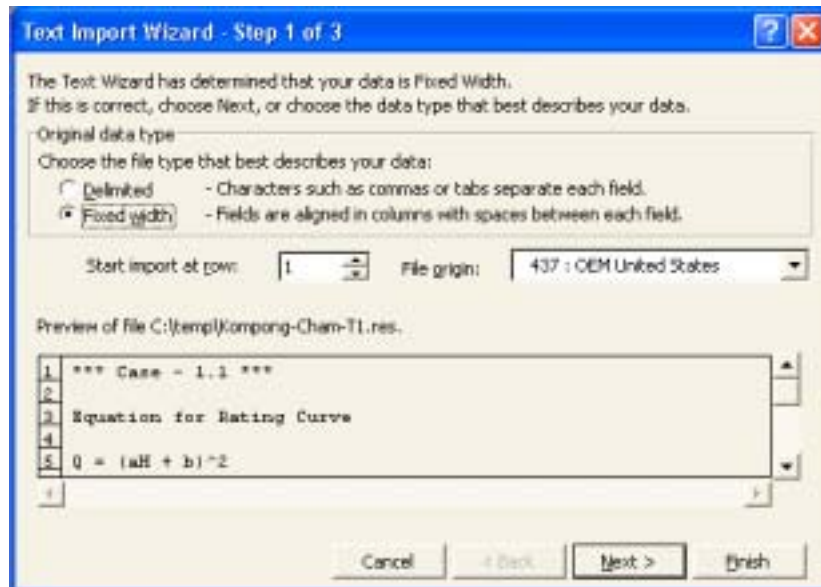 Text Import Wizard - Step 1 of 3
The Text Wizard has determined that your data is Fixed Width.
If this is correct, choose Next, or choose the data type that best describes your data.
Original data type
Choose the file type that best describes your data:
Delimited - Characters such as commas or tabs separate each field.
Fixed width - Fields are aligned in columns with spaces between each field.
Start import at row: 1 File origin: 437 : OEM United States
Preview of file C:\temp\Kompong-Cham-T1.res.
1 *** Case - 1.1 ***
2
3 Equation for Rating Curve
4
5 Q = (aH + b)^2
Cancel < Back Next > Finish